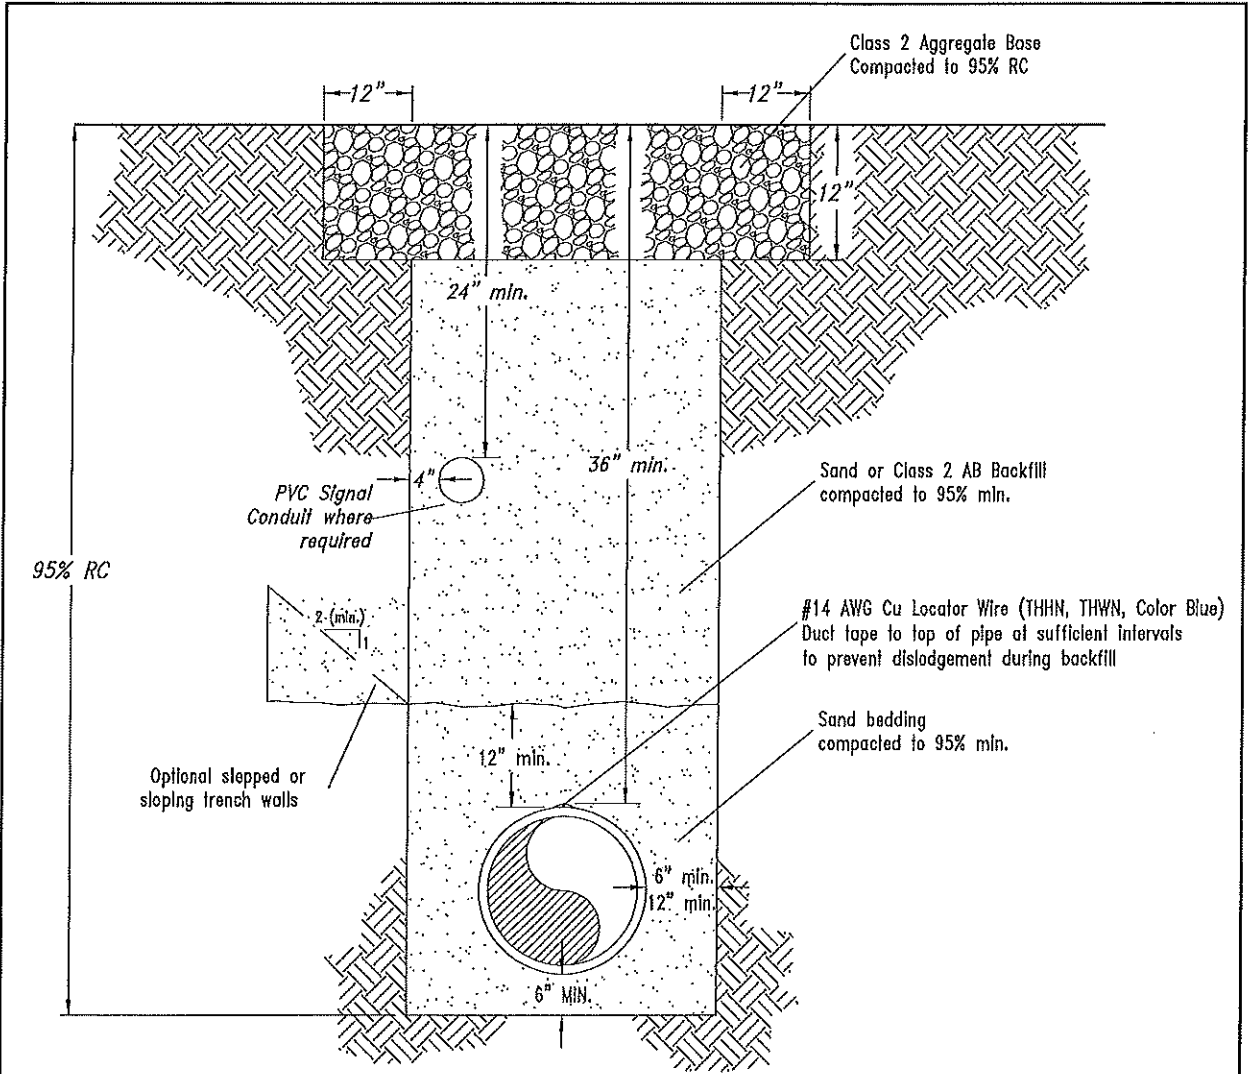 Class 2 Aggregate Base
Compacted to 95% RC
12"
12"
12"
24" min.
36" min.
4"
PVC Signal
Conduit where
required
Sand or Class 2 AB Backfill
compacted to 95% min.
95% RC
2 (min.)
1
#14 AWG Cu Locator Wire (THHN, THWN, Color Blue)
Duct tape to top of pipe at sufficient intervals
to prevent dislodgement during backfill
Sand bedding
compacted to 95% min.
12" min.
Optional stepped or
sloping trench walls
6" min.
12" min.
6" MIN.